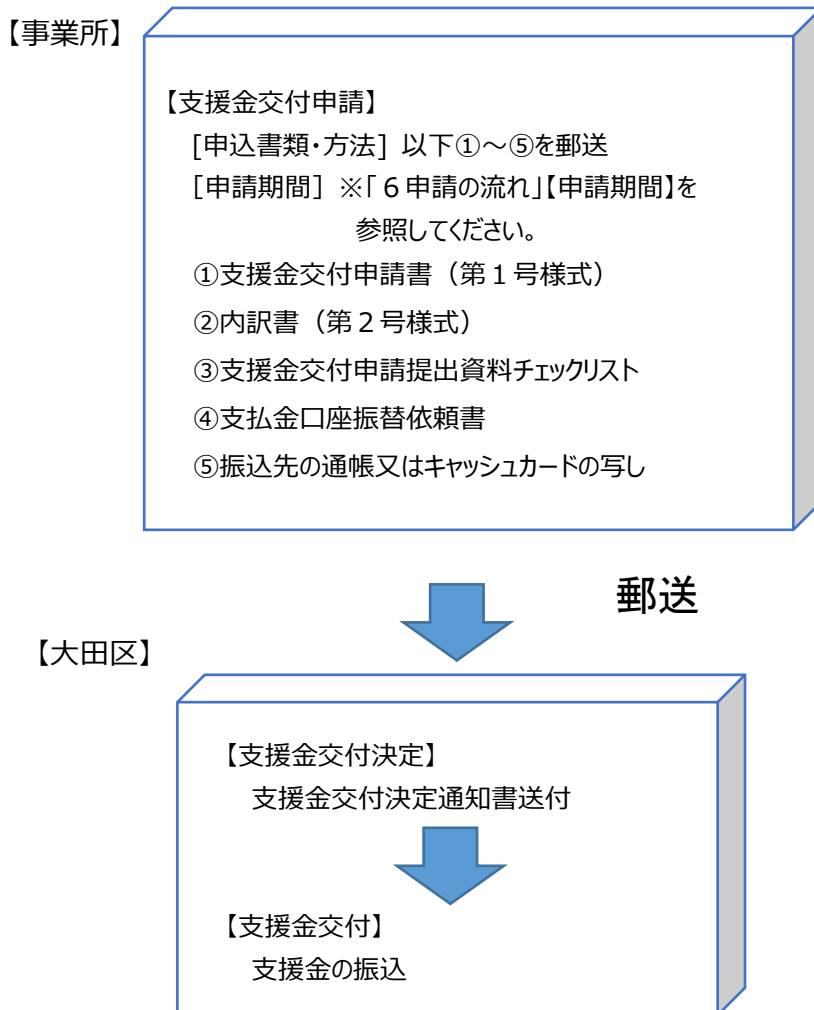 【事業所】
【支援金交付申請】
[申込書類・方法] 以下①～⑤を郵送
[申請期間] ※「６申請の流れ」【申請期間】を
参照してください。
①支援金交付申請書（第１号様式）
②内訳書（第２号様式）
③支援金交付申請提出資料チェックリスト
④支払金口座振替依頼書
⑤振込先の通帳又はキャッシュカードの写し
郵送
【大田区】
【支援金交付決定】
支援金交付決定通知書送付
【支援金交付】
支援金の振込